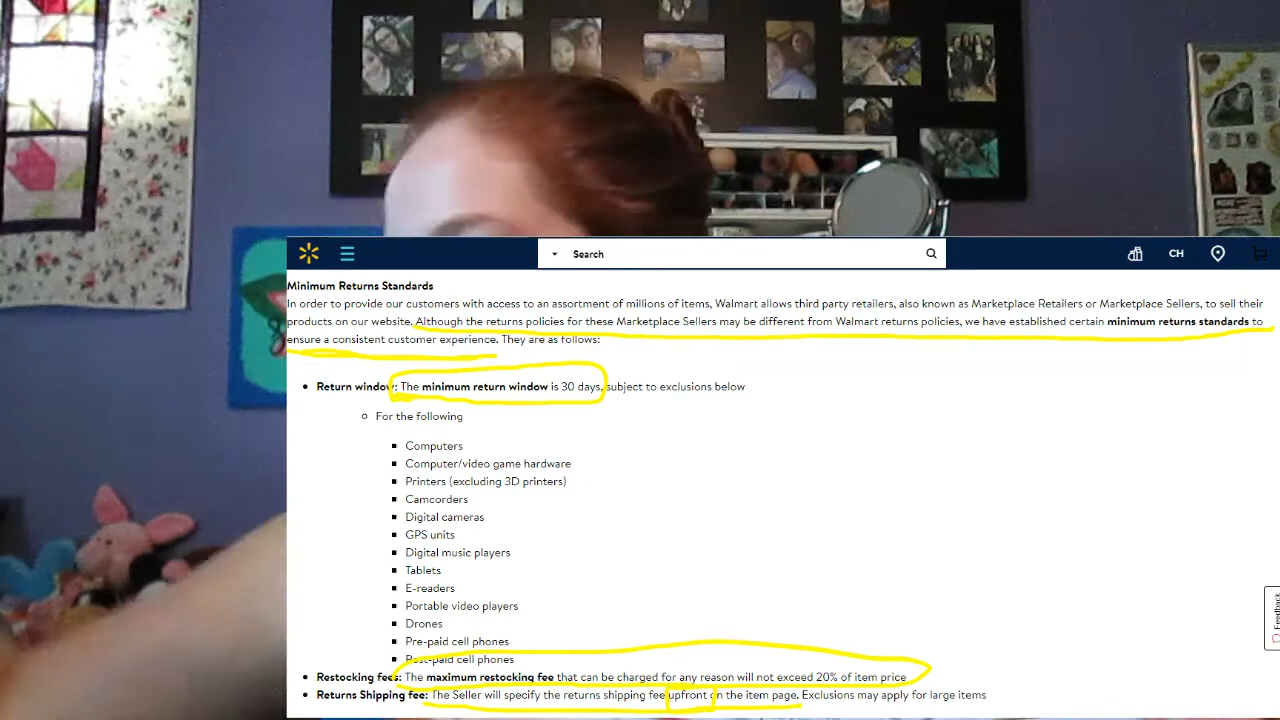 Search
CH
Minimum Returns Standards
In order to provide our customers with access to an assortment of millions of items, Walmart allows third party retailers, also known as Marketplace Retailers or Marketplace Sellers, to sell their
products on our website. Although the returns policies for these Marketplace Sellers may be different from Walmart returns policies, we have established certain minimum returns standards to
ensure a consistent customer experience. They are as follows:
Return window: The minimum return window is 30 days, subject to exclusions below
For the following
Computers
Computer/video game hardware
Printers (excluding 3D printers)
Camcorders
Digital cameras
GPS units
Digital music players
Tablets
E-readers
Portable video players
Drones
Pre-paid cell phones
Post-paid cell phones
Restocking fees: The maximum restocking fee that can be charged for any reason will not exceed 20% of item price
Returns Shipping fee: The Seller will specify the returns shipping fee upfront on the item page. Exclusions may apply for large items
Feedback